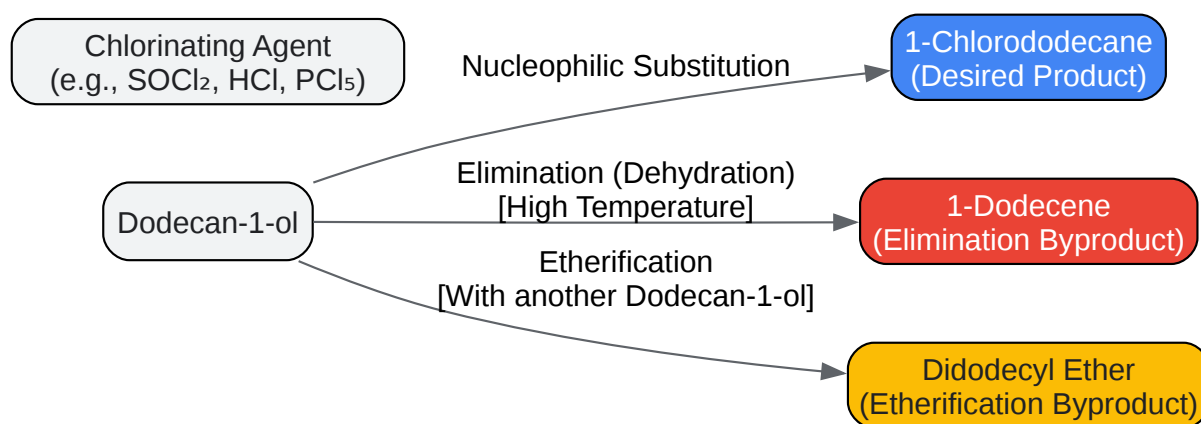 Chlorinating Agent
(e.g., SOCl₂, HCl, PCl₅)
Nucleophilic Substitution
1-Chlorododecane
(Desired Product)
Dodecan-1-ol
Elimination (Dehydration)
[High Temperature]
1-Dodecene
(Elimination Byproduct)
Etherification
[With another Dodecan-1-ol]
Didodecyl Ether
(Etherification Byproduct)